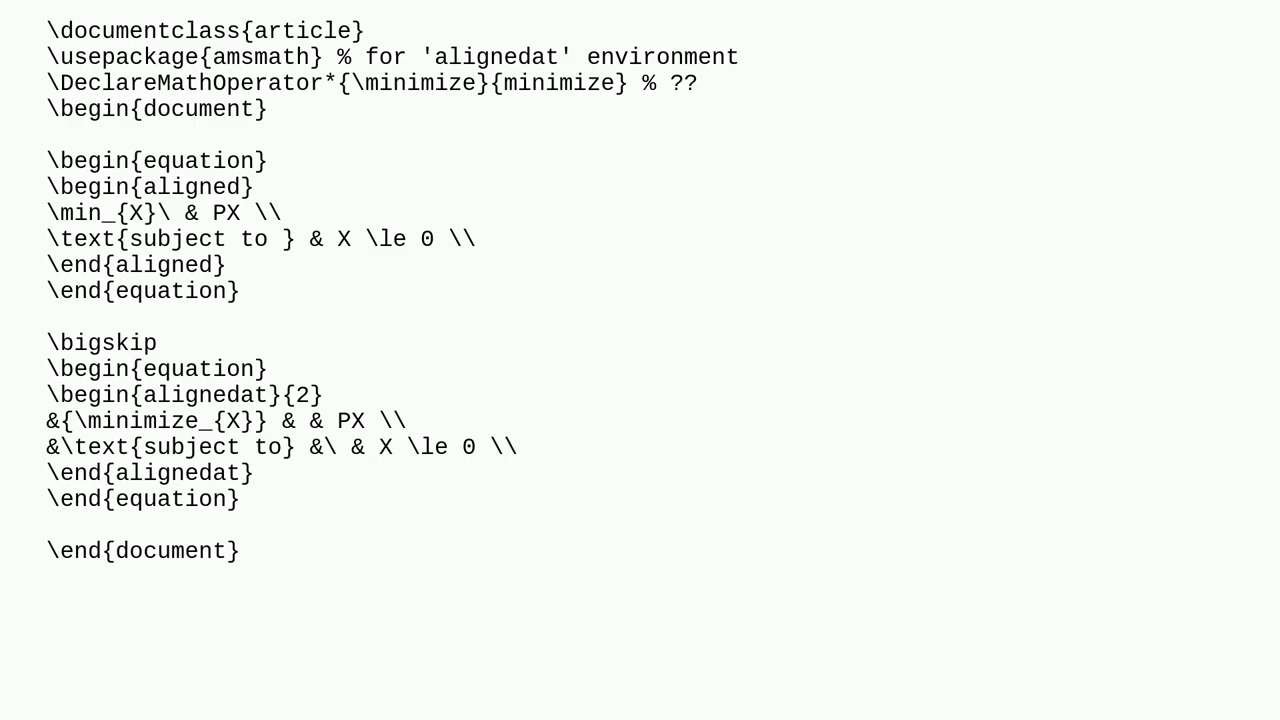 \documentclass{article}
\usepackage{amsmath} % for 'alignedat' environment
\DeclareMathOperator*{\minimize}{minimize} % ??
\begin{document}
\begin{equation}
\begin{aligned}
\min_{X}\ & PX \\
\text{subject to } & X \le 0 \\
\end{aligned}
\end{equation}
\bigskip
\begin{equation}
\begin{alignedat}{2}
&{\minimize_{X}} & & PX \\
&\text{subject to} &\ & X \le 0 \\
\end{alignedat}
\end{equation}
\end{document}